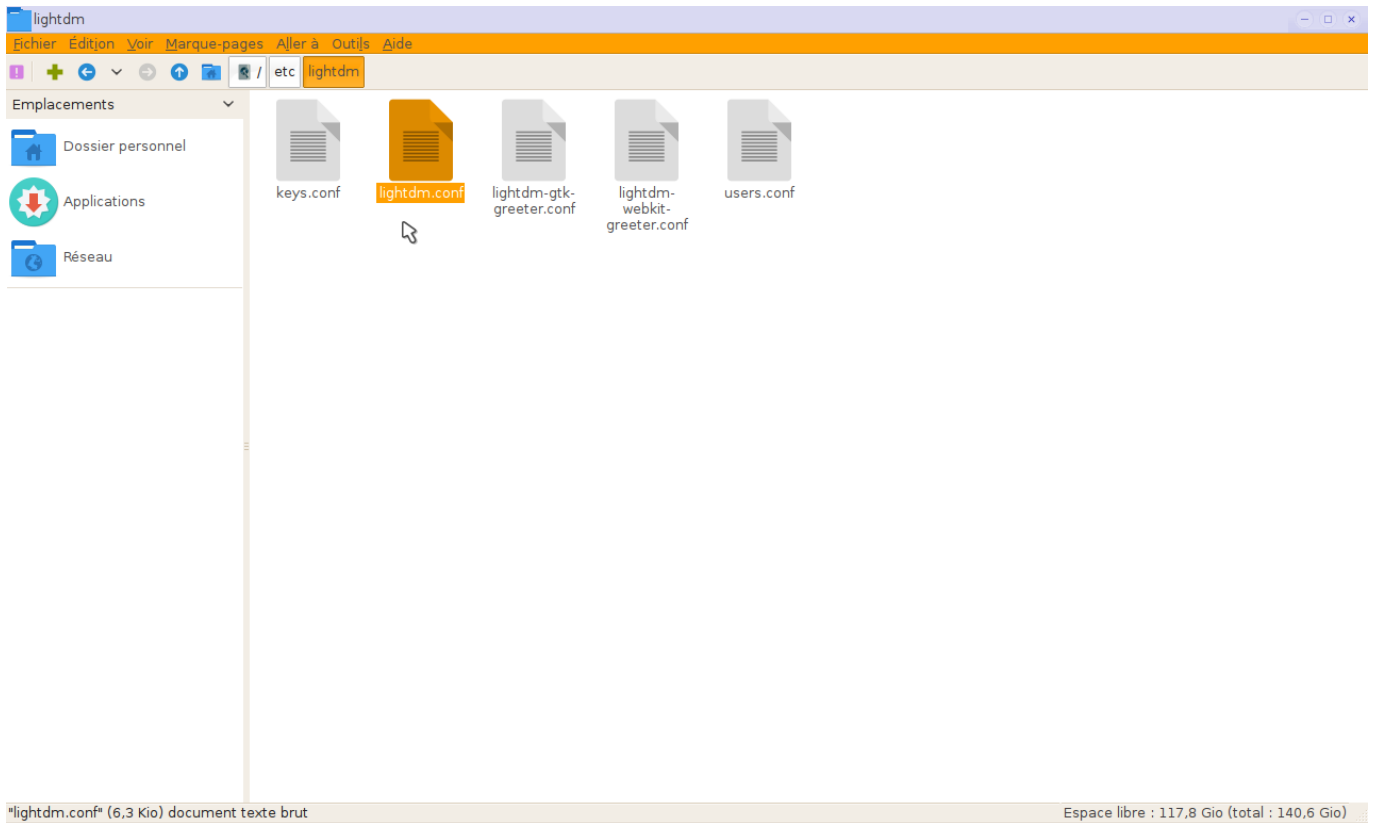 lightdm
Fichier Édition Voir Marque-pages Aller à Outils Aide
/ etc lightdm
Emplacements
Dossier personnel
Applications
Réseau
keys.conf
lightdm.conf
lightdm-gtk-
greeter.conf
lightdm-
webkit-
greeter.conf
users.conf
"lightdm.conf" (6,3 Kio) document texte brut
Espace libre : 117,8 Gio (total : 140,6 Gio)